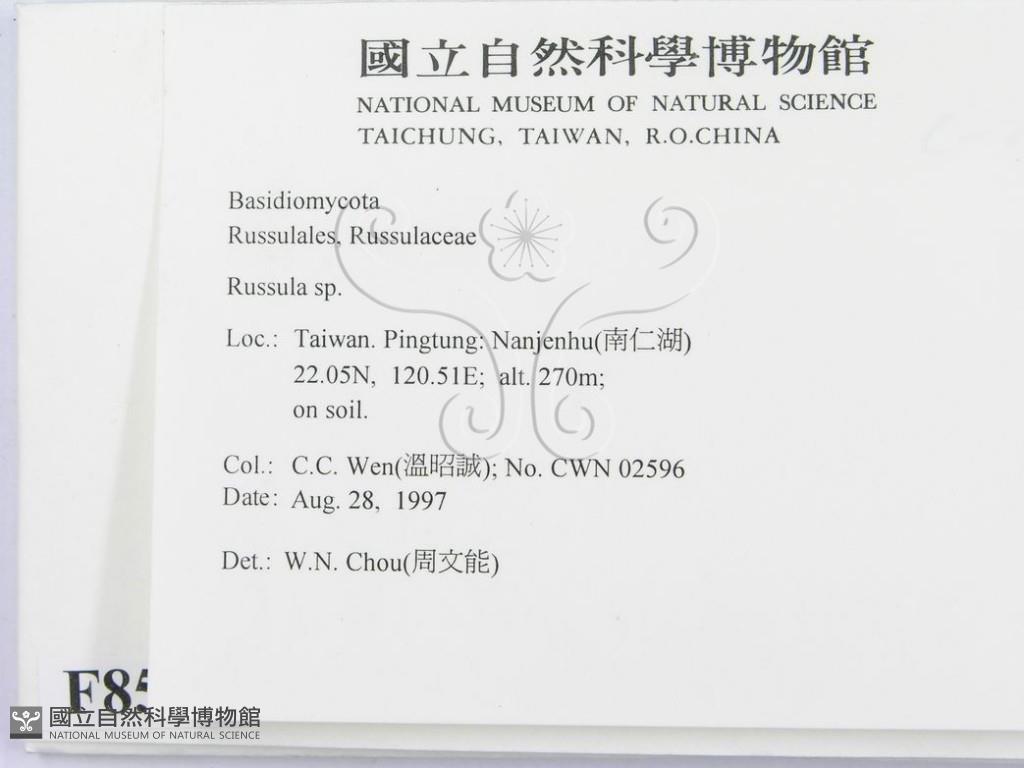 國立自然科學博物館
NATIONAL MUSEUM OF NATURAL SCIENCE
TAICHUNG, TAIWAN, R.O.CHINA
Basidiomycota
Russulales, Russulaceae
Russula sp.
Loc.: Taiwan. Pingtung: Nanjenhu(南仁湖)
22.05N, 120.51E; alt. 270m;
on soil.
Col.: C.C. Wen(溫昭誠); No. CWN 02596
Date: Aug. 28, 1997
Det.: W.N. Chou(周文能)
F85
國立自然科學博物館
NATIONAL MUSEUM OF NATURAL SCIENCE